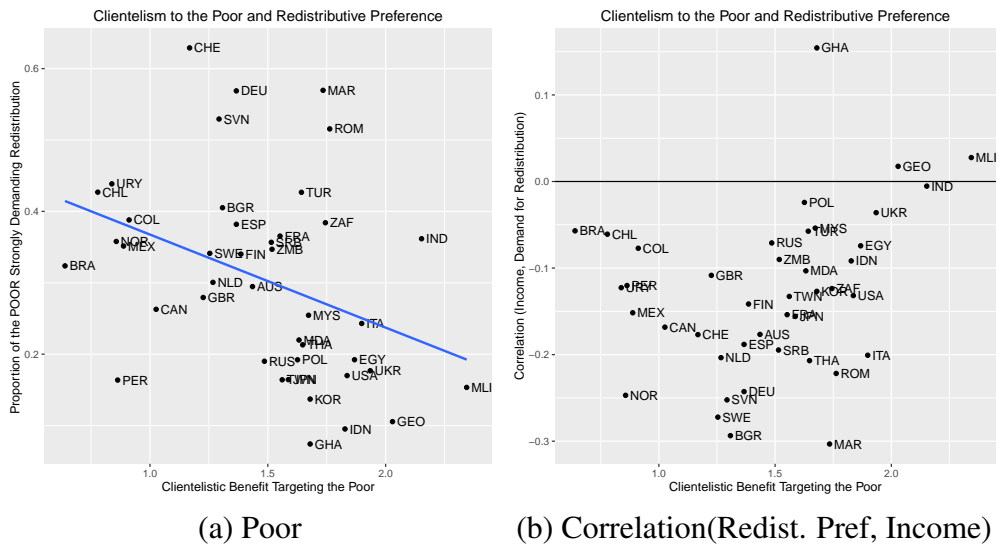 Clientelism to the Poor and Redistributive Preference
Proportion of the POOR Strongly Demanding Redistribution
0.6
0.4
0.2
CHE
DEU
MAR
SVN
ROM
URY
CHL
TUR
BGR
COL
ESP
ZAF
FRA
IND
NOR
SRB
MEX
ZMB
SWE
FIN
BRA
NLD
AUS
GBR
CAN
MYS
ITA
MDA
THA
RUS
POL
EGY
UKR
USA
PER
TWN
JPN
MLI
KOR
GEO
IDN
GHA
1.0 1.5 2.0
Clientelistic Benefit Targeting the Poor
(a) Poor
Clientelism to the Poor and Redistributive Preference
Correlation (Income, Demand for Redistribution)
0.1
0.0
−0.1
−0.2
−0.3
GHA
MLI
GEO
IND
POL
UKR
BRA
CHL
MYS
TUR
RUS
EGY
COL
ZMB
IDN
MDA
GBR
PER
URY
ZAF
KOR
USA
TWN
FIN
MEX
FRA
JPN
CAN
CHE
AUS
ESP
SRB
NLD
ITA
THA
ROM
DEU
NOR
SVN
SWE
BGR
MAR
1.0 1.5 2.0
Clientelistic Benefit Targeting the Poor
(b) Correlation(Redist. Pref, Income)